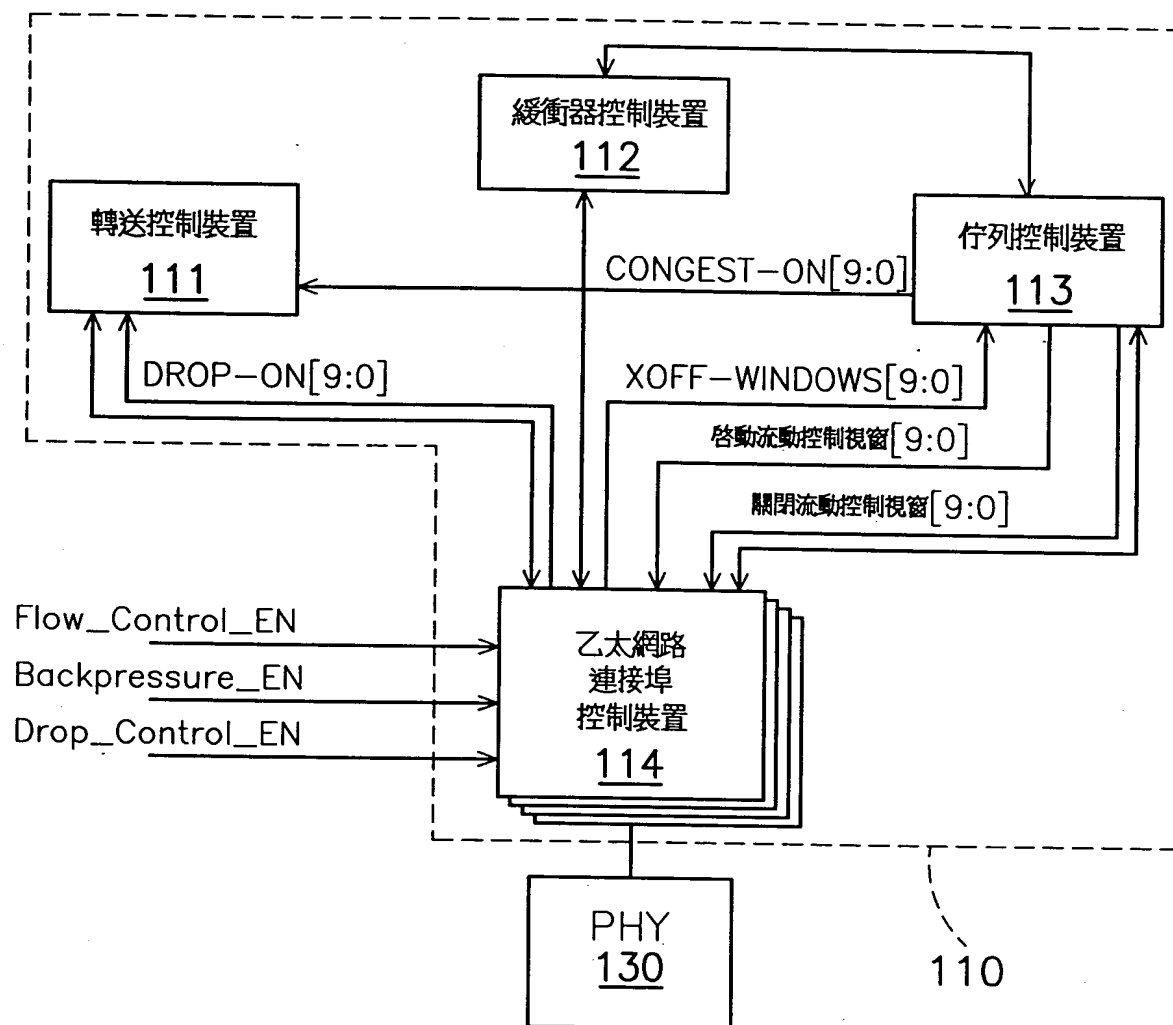 緩衝器控制裝置
112
轉送控制裝置
111
佇列控制裝置
113
CONGEST-ON[9:0]
DROP-ON[9:0]
XOFF-WINDOWS[9:0]
啓動流動控制視窗[9:0]
關閉流動控制視窗[9:0]
Flow_Control_EN
Backpressure_EN
Drop_Control_EN
乙太網路
連接埠
控制裝置
114
PHY
130
110